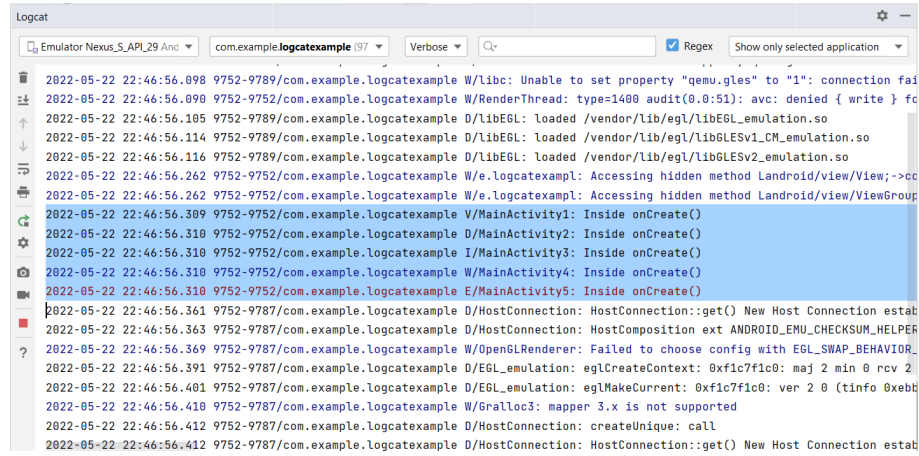 Logcat
Emulator Nexus_S_API_29 And com.example.logcatexample (97 Verbose Regex Show only selected application
2022-05-22 22:46:56.098 9752-9789/com.example.logcatexample W/libc: Unable to set property "qemu.gles" to "1": connection fai
2022-05-22 22:46:56.090 9752-9752/com.example.logcatexample W/RenderThread: type=1400 audit(0.0:51): avc: denied { write } fo
2022-05-22 22:46:56.105 9752-9789/com.example.logcatexample D/libEGL: loaded /vendor/lib/egl/libEGL_emulation.so
2022-05-22 22:46:56.114 9752-9789/com.example.logcatexample D/libEGL: loaded /vendor/lib/egl/libGLESv1_CM_emulation.so
2022-05-22 22:46:56.116 9752-9789/com.example.logcatexample D/libEGL: loaded /vendor/lib/egl/libGLESv2_emulation.so
2022-05-22 22:46:56.262 9752-9752/com.example.logcatexample W/e.logcatexampl: Accessing hidden method Landroid/view/View;->co
2022-05-22 22:46:56.262 9752-9752/com.example.logcatexample W/e.logcatexampl: Accessing hidden method Landroid/view/ViewGroup
2022-05-22 22:46:56.309 9752-9752/com.example.logcatexample V/MainActivity1: Inside onCreate()
2022-05-22 22:46:56.310 9752-9752/com.example.logcatexample D/MainActivity2: Inside onCreate()
2022-05-22 22:46:56.310 9752-9752/com.example.logcatexample I/MainActivity3: Inside onCreate()
2022-05-22 22:46:56.310 9752-9752/com.example.logcatexample W/MainActivity4: Inside onCreate()
2022-05-22 22:46:56.310 9752-9752/com.example.logcatexample E/MainActivity5: Inside onCreate()
2022-05-22 22:46:56.361 9752-9787/com.example.logcatexample D/HostConnection: HostConnection::get() New Host Connection estab
2022-05-22 22:46:56.363 9752-9787/com.example.logcatexample D/HostConnection: HostComposition ext ANDROID_EMU_CHECKSUM_HELPER
2022-05-22 22:46:56.369 9752-9787/com.example.logcatexample W/OpenGLRenderer: Failed to choose config with EGL_SWAP_BEHAVIOR_
2022-05-22 22:46:56.391 9752-9787/com.example.logcatexample D/EGL_emulation: eglCreateContext: 0xf1c7f1c0: maj 2 min 0 rcv 2
2022-05-22 22:46:56.401 9752-9787/com.example.logcatexample D/EGL_emulation: eglMakeCurrent: 0xf1c7f1c0: ver 2 0 (tinfo 0xebb
2022-05-22 22:46:56.410 9752-9787/com.example.logcatexample W/Gralloc3: mapper 3.x is not supported
2022-05-22 22:46:56.412 9752-9787/com.example.logcatexample D/HostConnection: createUnique: call
2022-05-22 22:46:56.412 9752-9787/com.example.logcatexample D/HostConnection: HostConnection::get() New Host Connection estab